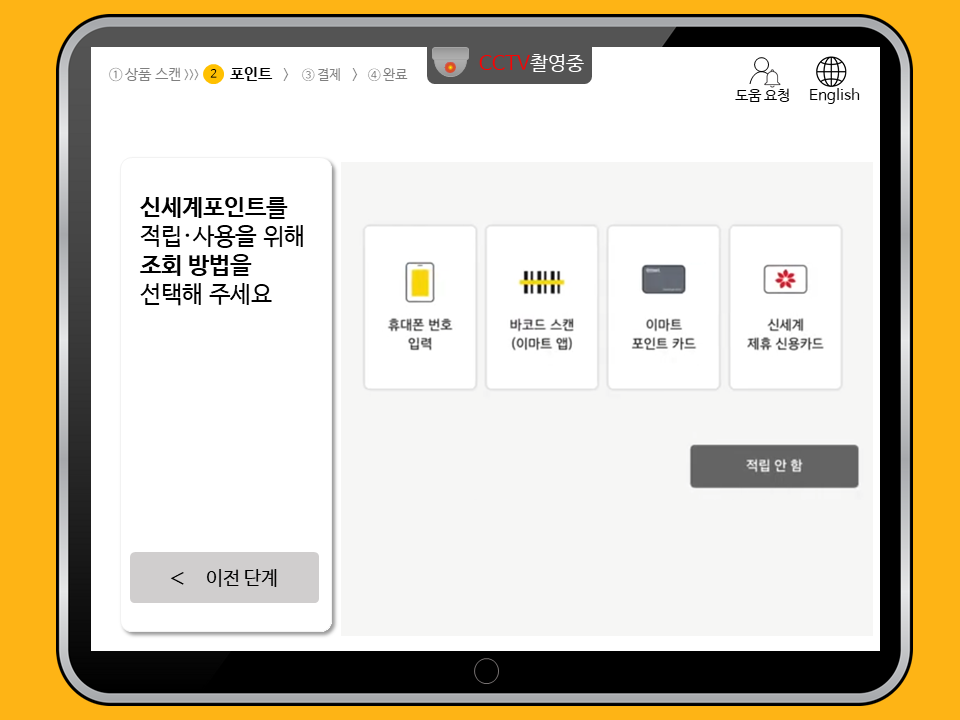 ①상품 스캔 》 2 포인트 〉 ③결제 〉 ④완료
CCTV촬영중
도움 요청
English
신세계포인트를
적립·사용을 위해
조회 방법을
선택해 주세요
휴대폰 번호
입력
바코드 스캔
(이마트 앱)
이마트
포인트 카드
신세계
제휴 신용카드
적립 안 함
< 이전 단계